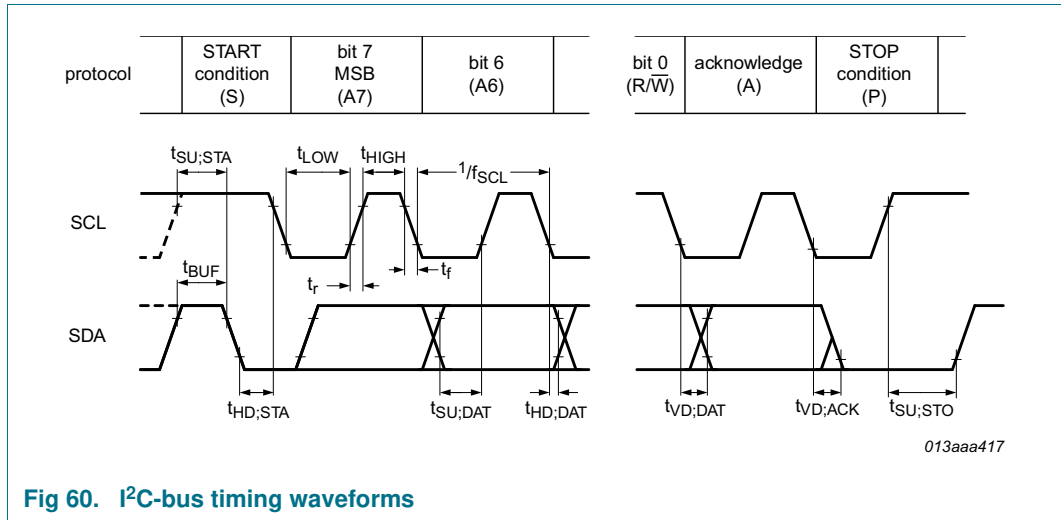 protocol
START
condition
(S)
bit 7
MSB
(A7)
bit 6
(A6)
bit 0
(R/W̅)
acknowledge
(A)
STOP
condition
(P)
tSU;STA
tLOW
tHIGH
1/fSCL
SCL
tBUF
tr
tf
SDA
tHD;STA
tSU;DAT
tHD;DAT
tVD;DAT
tVD;ACK
tSU;STO
013aaa417
Fig 60. I²C-bus timing waveforms